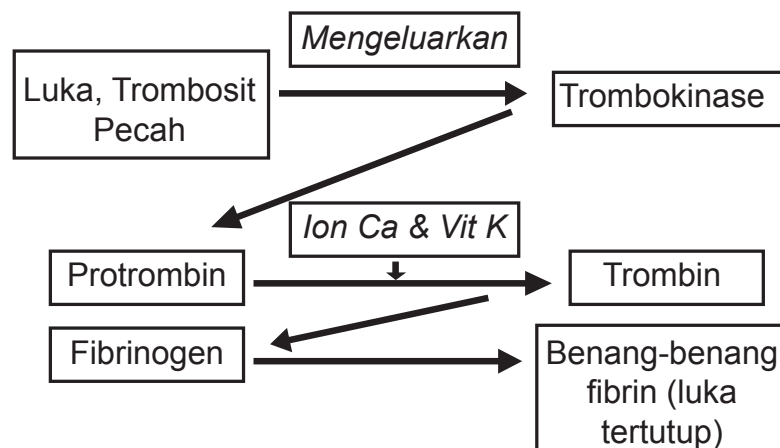 Mengeluarkan
Luka, Trombosit
Pecah
Trombokinase
Ion Ca & Vit K
Protrombin
Trombin
Fibrinogen
Benang-benang
fibrin (luka
tertutup)